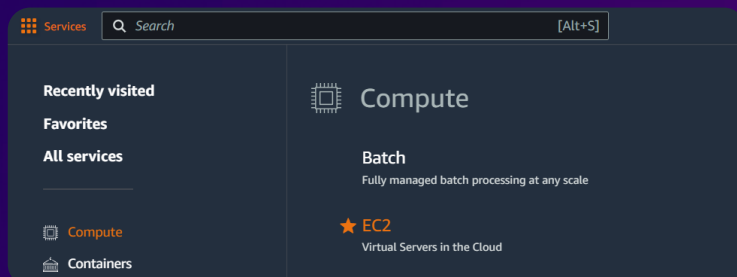 Services
Search
[Alt+S]
Recently visited
Favorites
All services
Compute
Containers
Compute
Batch
Fully managed batch processing at any scale
EC2
Virtual Servers in the Cloud